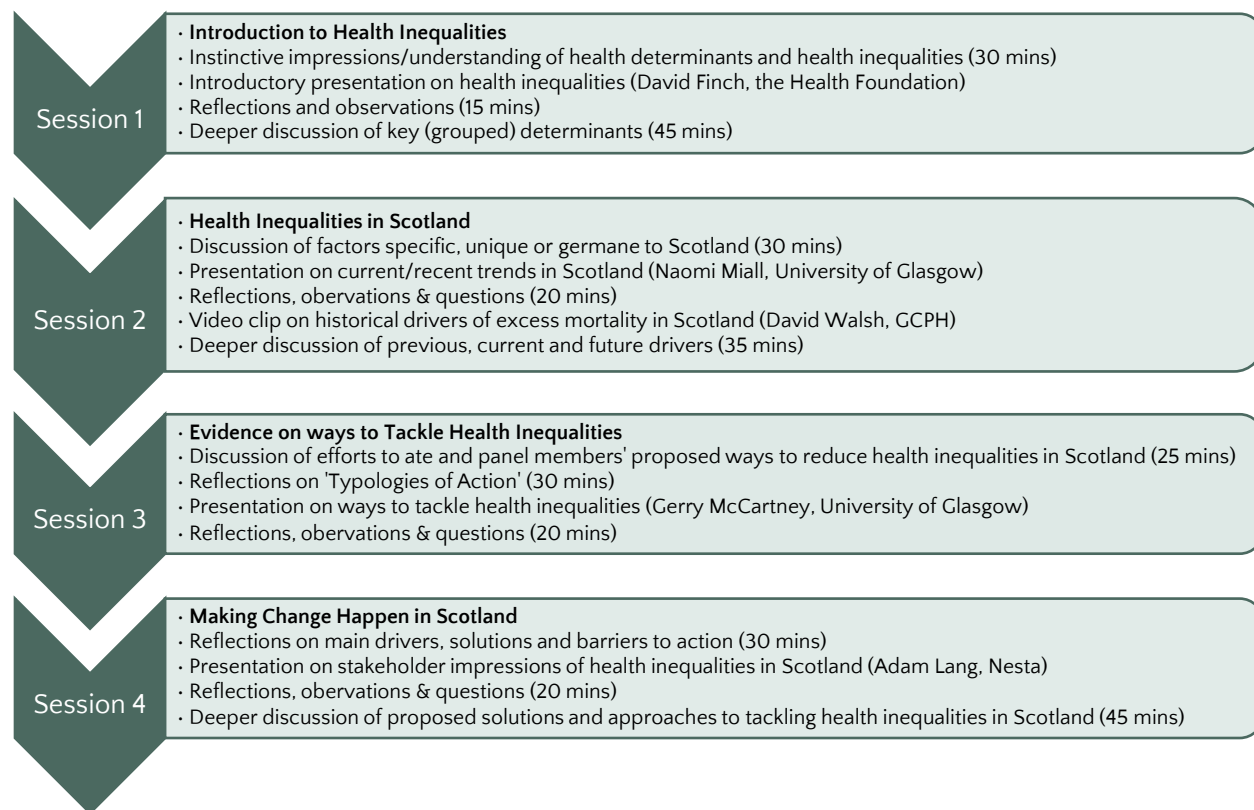 Session 1
· Introduction to Health Inequalities
· Instinctive impressions/understanding of health determinants and health inequalities (30 mins)
· Introductory presentation on health inequalities (David Finch, the Health Foundation)
· Reflections and observations (15 mins)
· Deeper discussion of key (grouped) determinants (45 mins)
Session 2
· Health Inequalities in Scotland
· Discussion of factors specific, unique or germane to Scotland (30 mins)
· Presentation on current/recent trends in Scotland (Naomi Miall, University of Glasgow)
· Reflections, obervations & questions (20 mins)
· Video clip on historical drivers of excess mortality in Scotland (David Walsh, GCPH)
· Deeper discussion of previous, current and future drivers (35 mins)
Session 3
· Evidence on ways to Tackle Health Inequalities
· Discussion of efforts to ate and panel members' proposed ways to reduce health inequalities in Scotland (25 mins)
· Reflections on 'Typologies of Action' (30 mins)
· Presentation on ways to tackle health inequalities (Gerry McCartney, University of Glasgow)
· Reflections, obervations & questions (20 mins)
Session 4
· Making Change Happen in Scotland
· Reflections on main drivers, solutions and barriers to action (30 mins)
· Presentation on stakeholder impressions of health inequalities in Scotland (Adam Lang, Nesta)
· Reflections, obervations & questions (20 mins)
· Deeper discussion of proposed solutions and approaches to tackling health inequalities in Scotland (45 mins)